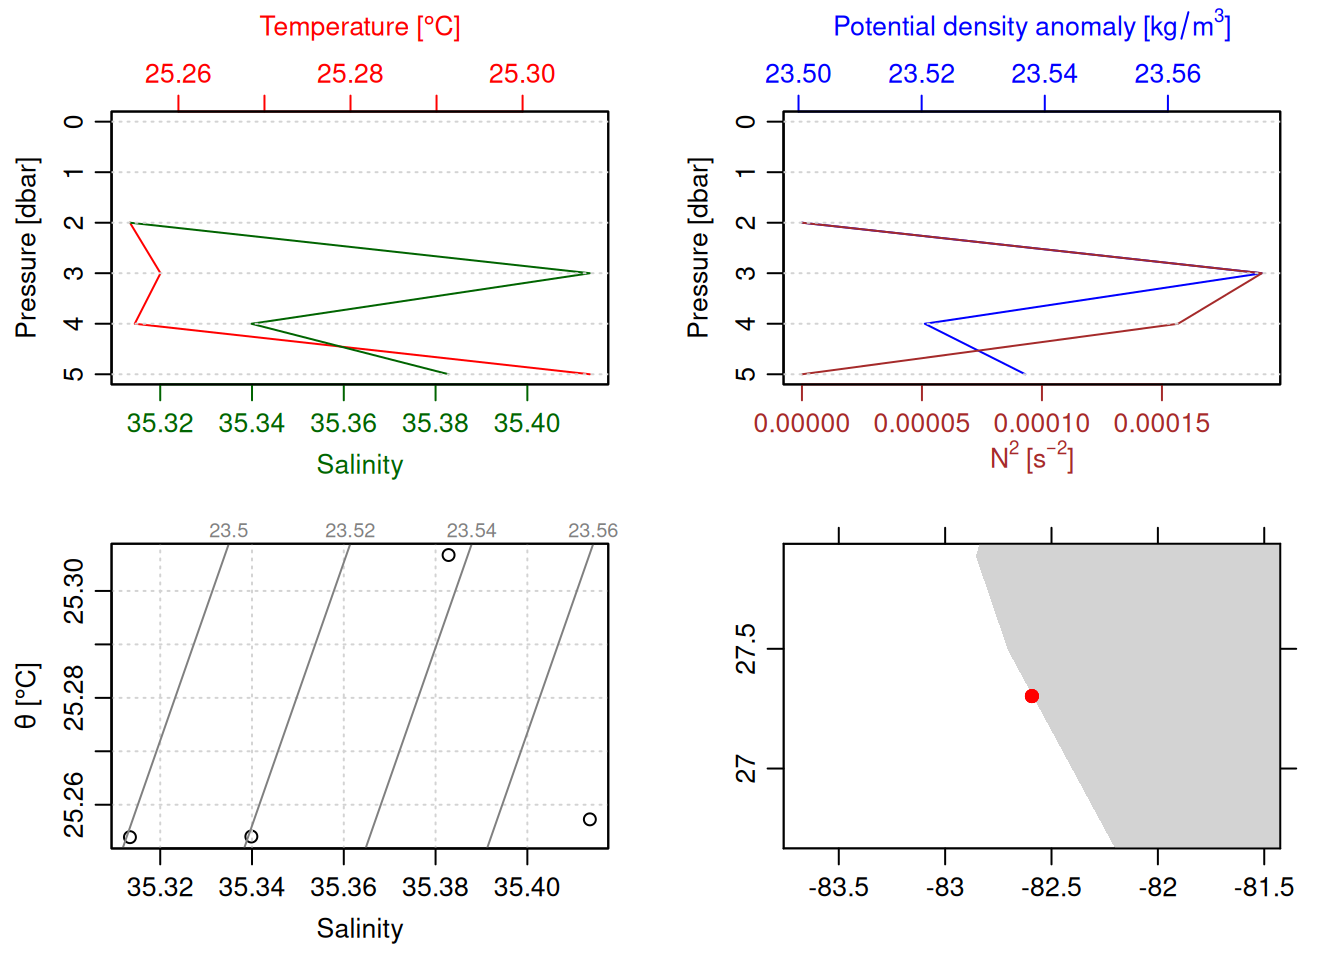 Temperature [°C]
25.26 25.28 25.30
Pressure [dbar]
0
1
2
3
4
5
35.32 35.34 35.36 35.38 35.40
Salinity
Potential density anomaly [kg/m³]
23.50 23.52 23.54 23.56
Pressure [dbar]
0
1
2
3
4
5
0.00000 0.00005 0.00010 0.00015
N² [s⁻²]
23.5 23.52 23.54 23.56
θ [°C]
25.30
25.28
25.26
35.32 35.34 35.36 35.38 35.40
Salinity
27.5
27
-83.5 -83 -82.5 -82 -81.5